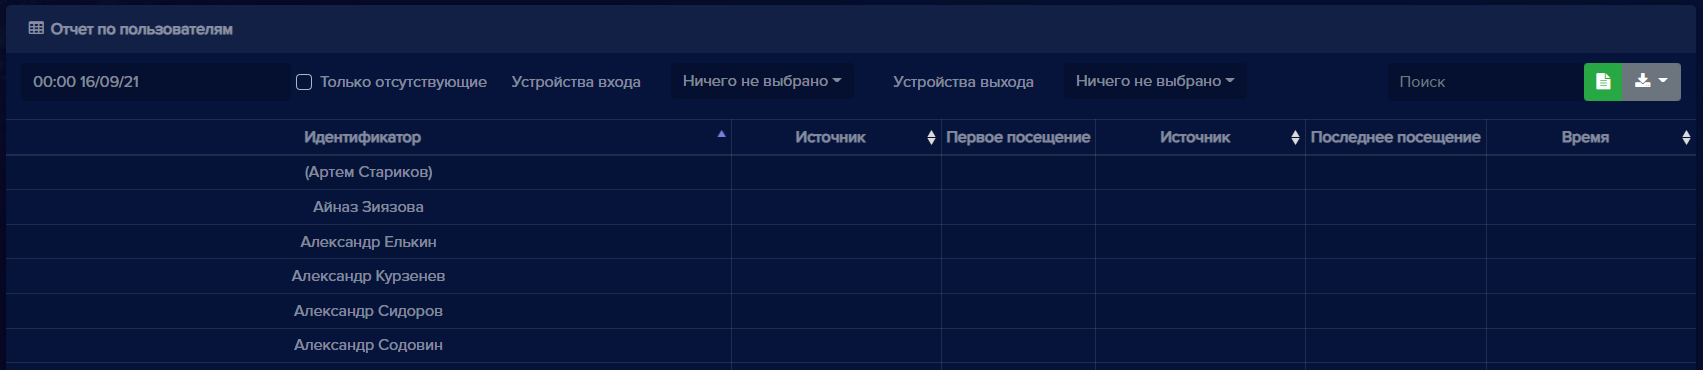 Отчет по пользователям
00:00 16/09/21 Только отсутствующие Устройства входа Ничего не выбрано Устройства выхода Ничего не выбрано Поиск
Идентификатор Источник Первое посещение Источник Последнее посещение Время
(Артем Стариков)
Айназ Зиязова
Александр Елькин
Александр Курзенев
Александр Сидоров
Александр Содовин